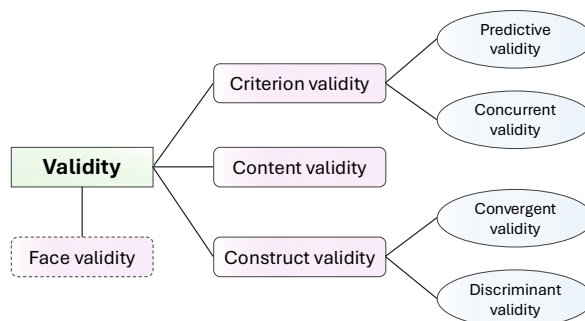 Predictive
validity
Criterion validity
Concurrent
validity
Validity
Content validity
Convergent
validity
Face validity
Construct validity
Discriminant
validity